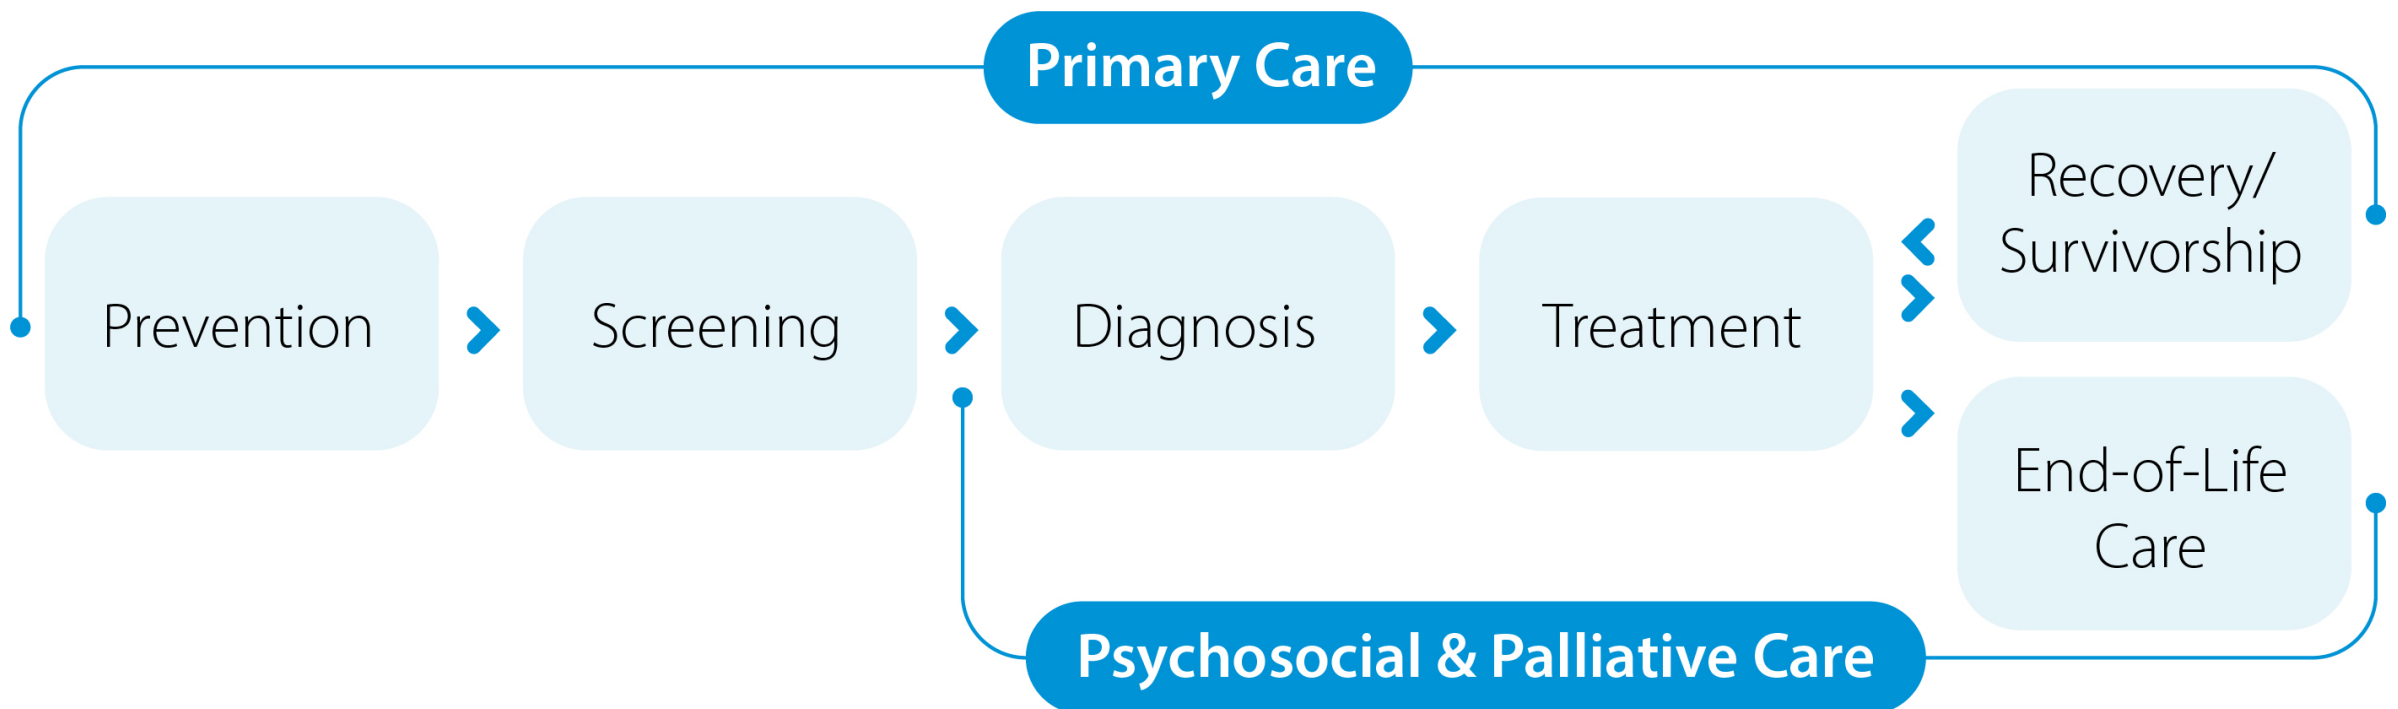 Primary Care
Prevention
Screening
Diagnosis
Treatment
Recovery/
Survivorship
End-of-Life
Care
Psychosocial & Palliative Care